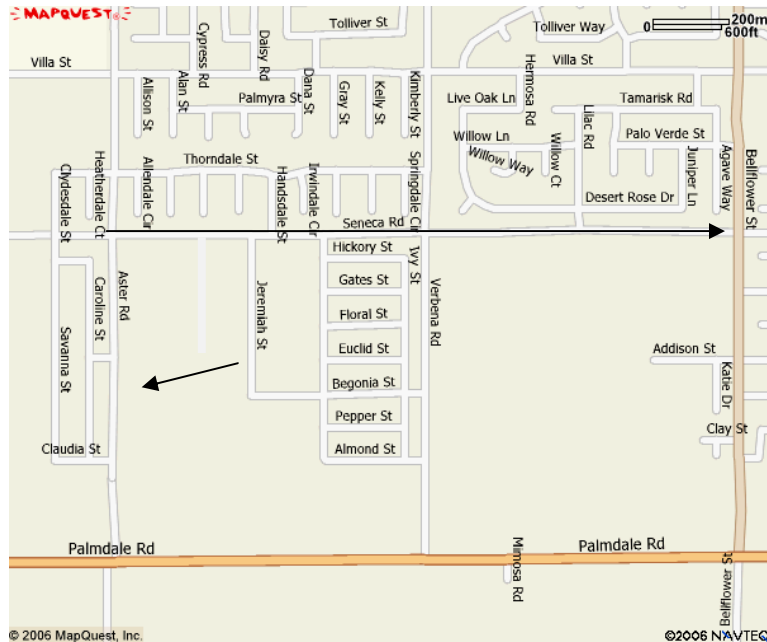 MAPQUEST®
Tolliver St
Tolliver Way
0 200m
600ft
Cypress Rd
Daisy Rd
Villa St
Villa St
Allison St
Alan St
Dana St
Gray St
Kelly St
Kimberly St
Hermosa Rd
Palmyra St
Live Oak Ln
Tamarisk Rd
Lilac Rd
Willow Ln
Willow Way
Willow Ct
Palo Verde St
Juniper Ln
Agave Way
Bellflower St
Clydesdale St
Heatherdale Ct
Allendale Cir
Thorndale St
Handsdale St
Irwindale Cir
Springdale Cir
Desert Rose Dr
Seneca Rd
Hickory St
Ivy St
Aster Rd
Caroline St
Jeremiah St
Gates St
Verbena Rd
Floral St
Savanna St
Euclid St
Addison St
Begonia St
Katie Dr
Pepper St
Clay St
Claudia St
Almond St
Palmdale Rd
Palmdale Rd
Mimosa Rd
Bellflower St
© 2006 MapQuest, Inc.
©2006 NAVTEQ